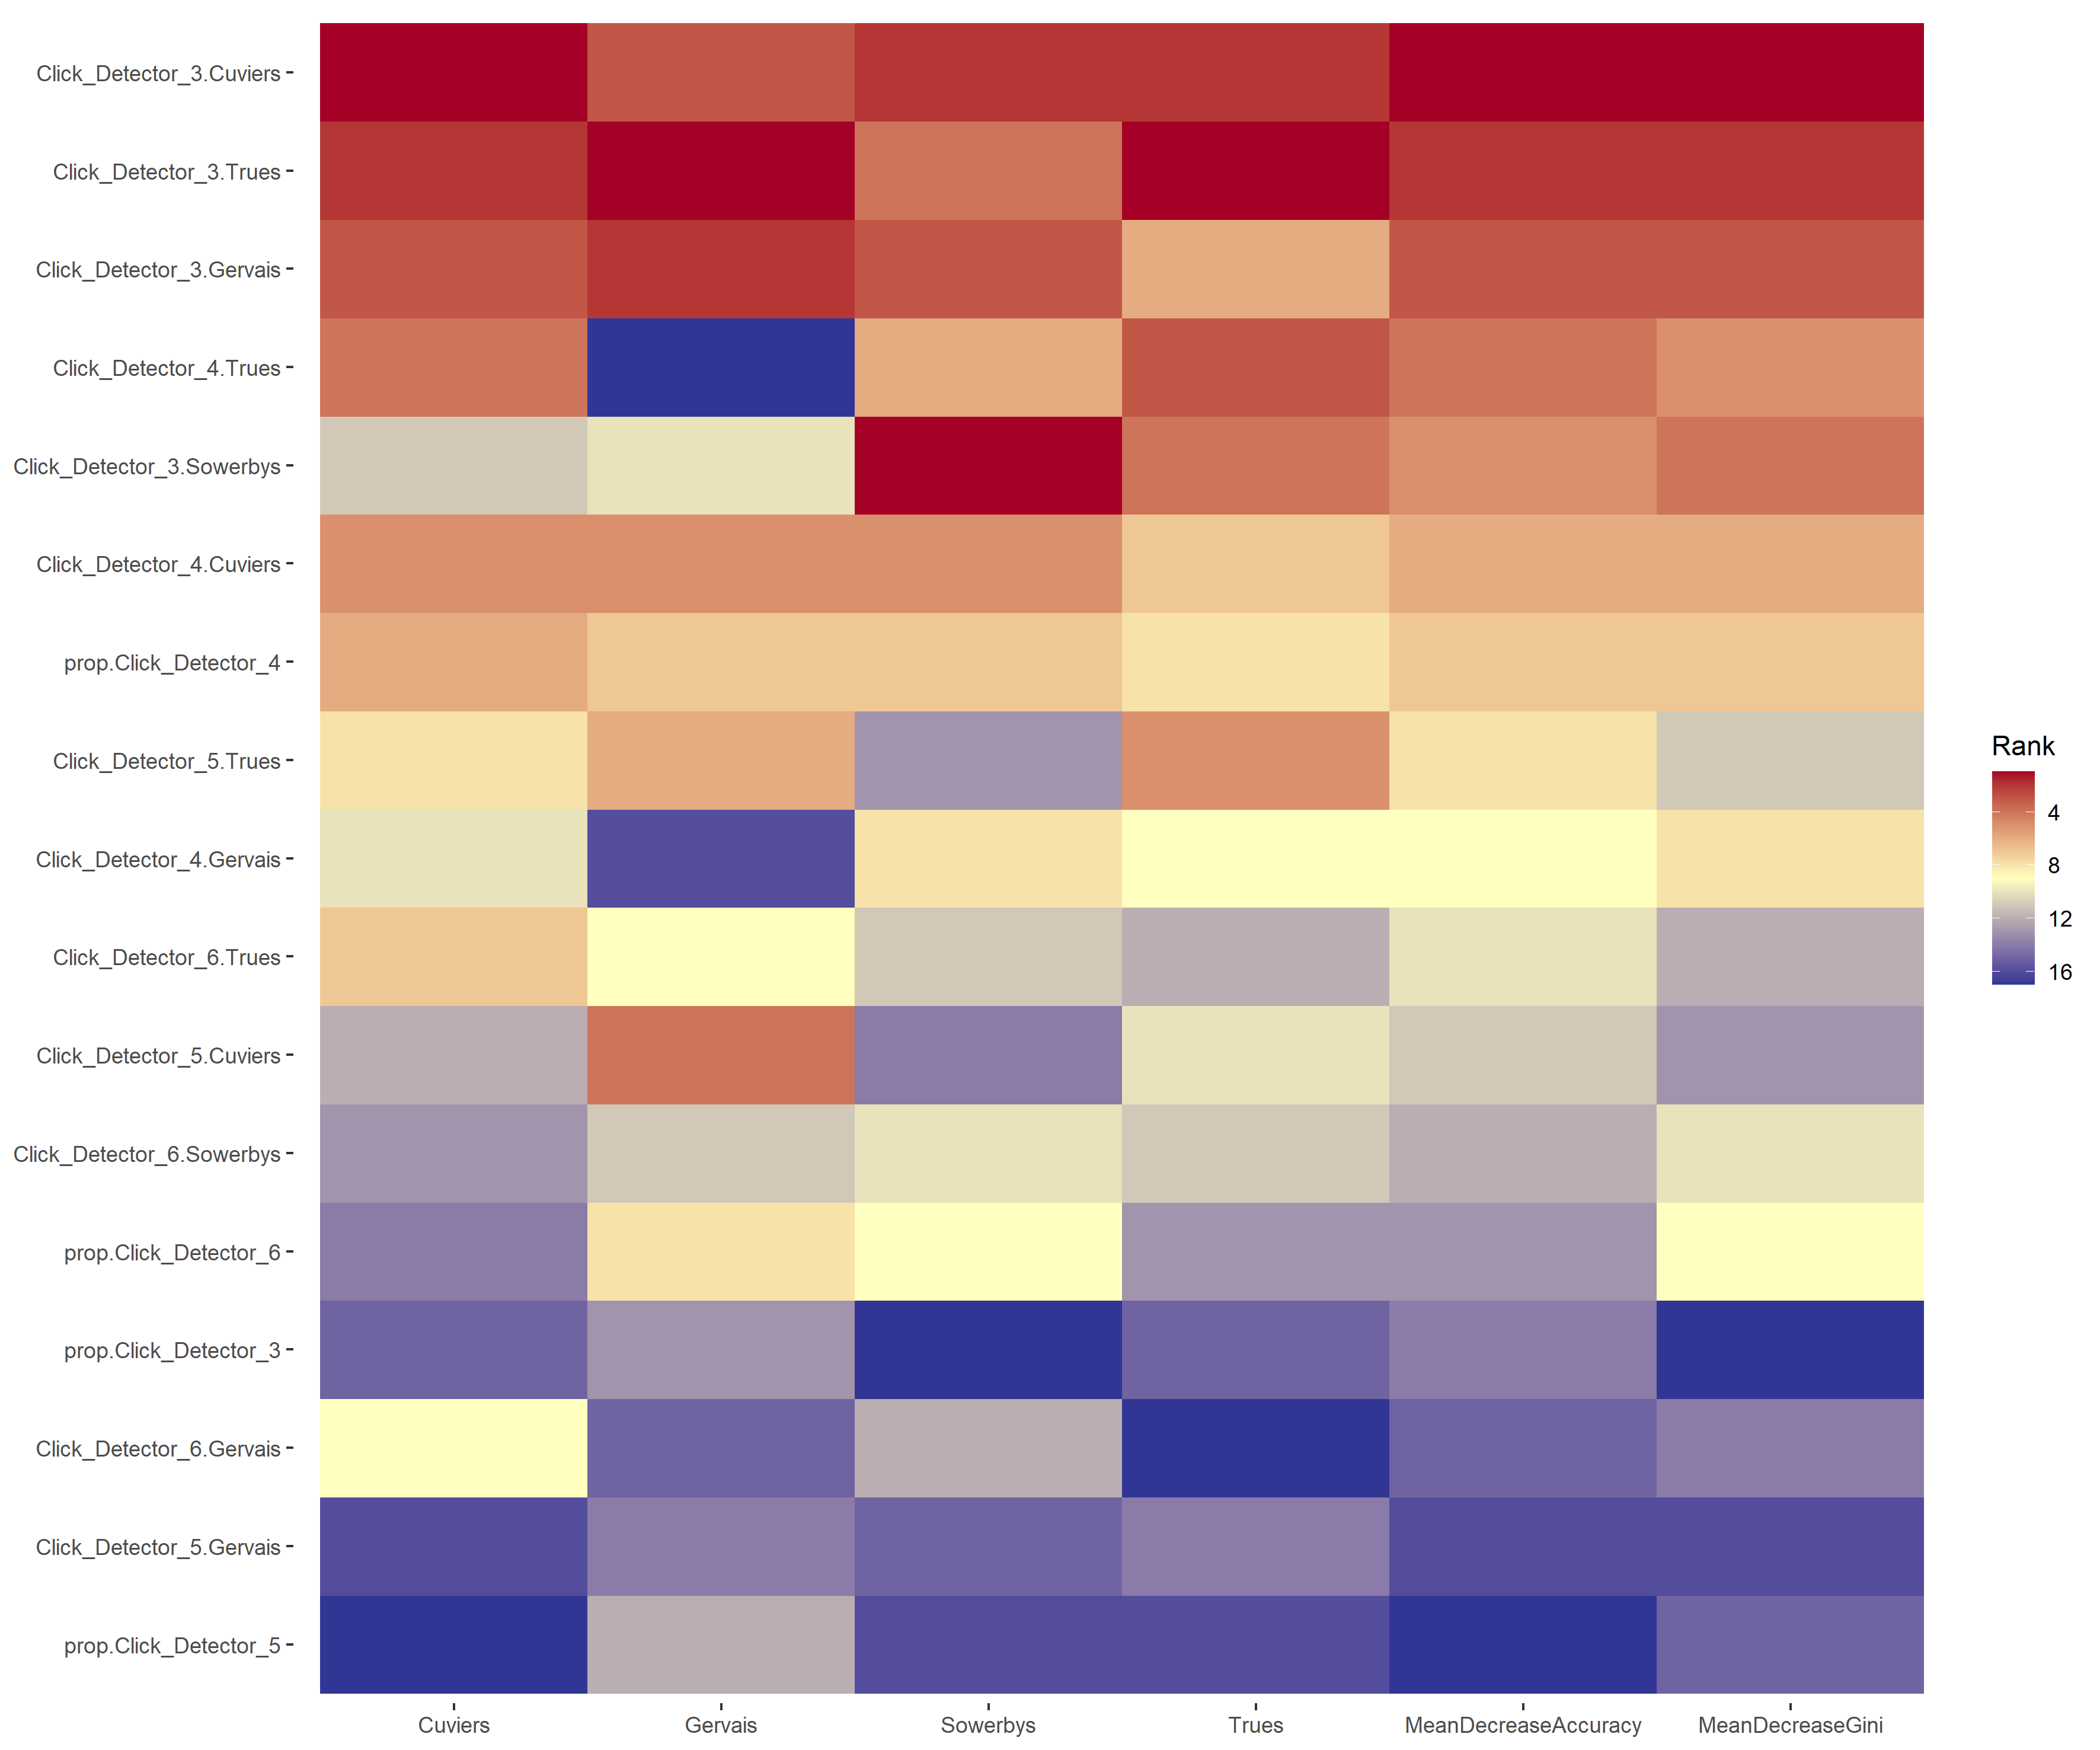 Click_Detector_3.Cuviers
Click_Detector_3.Trues
Click_Detector_3.Gervais
Click_Detector_4.Trues
Click_Detector_3.Sowerbys
Click_Detector_4.Cuviers
prop.Click_Detector_4
Click_Detector_5.Trues
Click_Detector_4.Gervais
Click_Detector_6.Trues
Click_Detector_5.Cuviers
Click_Detector_6.Sowerbys
prop.Click_Detector_6
prop.Click_Detector_3
Click_Detector_6.Gervais
Click_Detector_5.Gervais
prop.Click_Detector_5
Cuviers Gervais Sowerbys Trues MeanDecreaseAccuracy MeanDecreaseGini
Rank
4
8
12
16